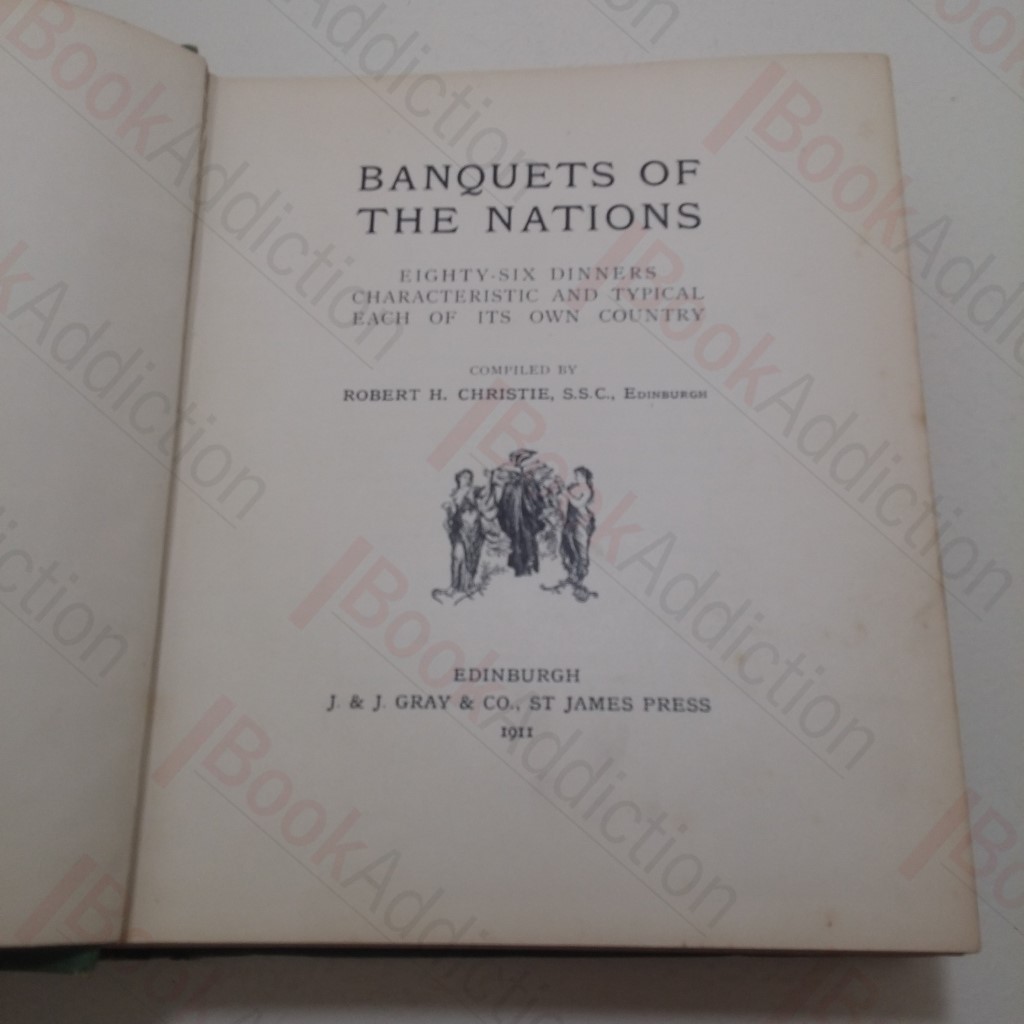 BANQUETS OF
THE NATIONS
EIGHTY-SIX DINNERS
CHARACTERISTIC AND TYPICAL
EACH OF ITS OWN COUNTRY
COMPILED BY
ROBERT H. CHRISTIE, S.S.C., EDINBURGH
EDINBURGH
J. & J. GRAY & CO., ST JAMES PRESS
1911
BookAddiction